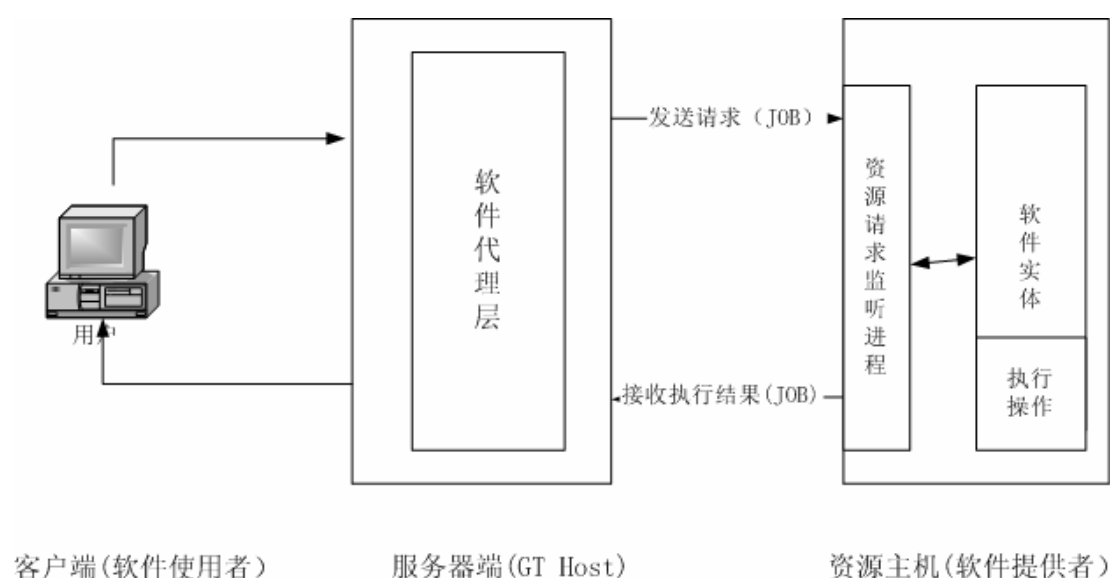 发送请求（JOB）
软件代理层
资源请求监听进程
软件实体
执行
操作
用户
接收执行结果(JOB)
客户端(软件使用者）
服务器端(GT Host)
资源主机(软件提供者)